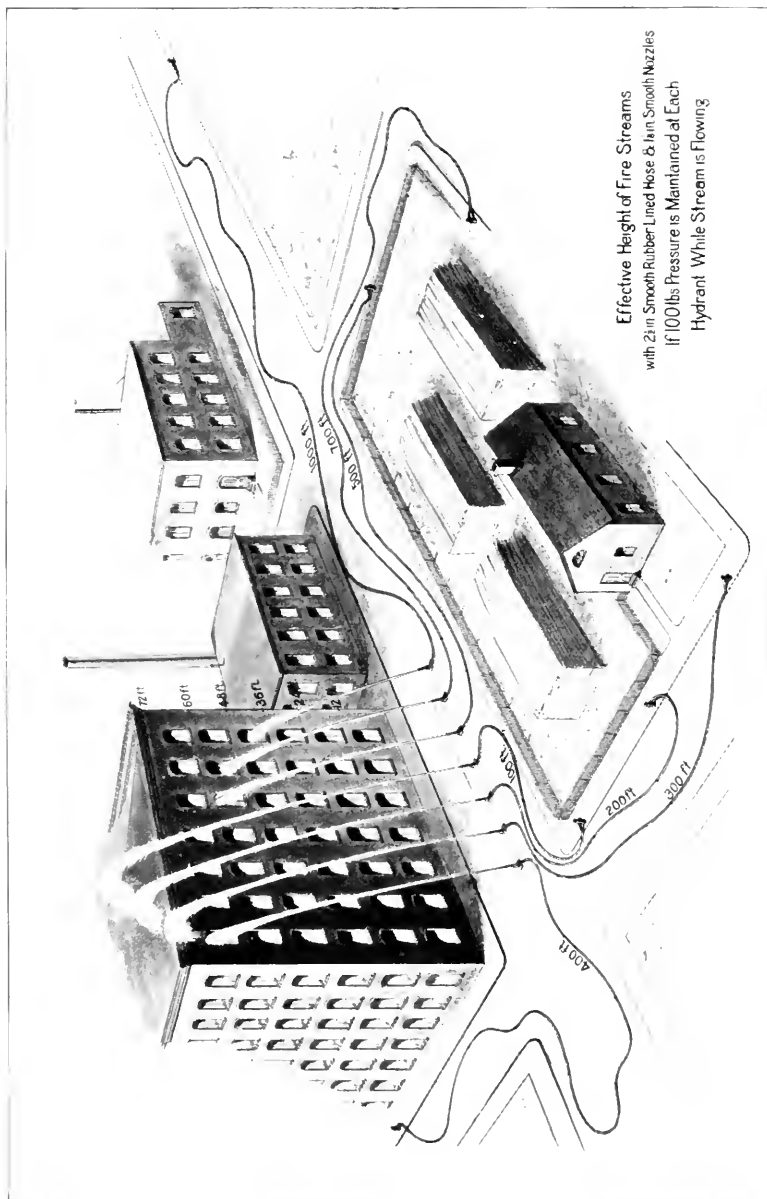 Effective Height of Fire Streams
with 2½ in Smooth Rubber Lined Hose & 1⅛ in Smooth Nozzles
If 100 lbs Pressure is Maintained at Each
Hydrant While Stream is Flowing
72 ft
60 ft
48 ft
36 ft
24
12
1000 ft
700 ft
500 ft
100 ft
200 ft
300 ft
400 ft